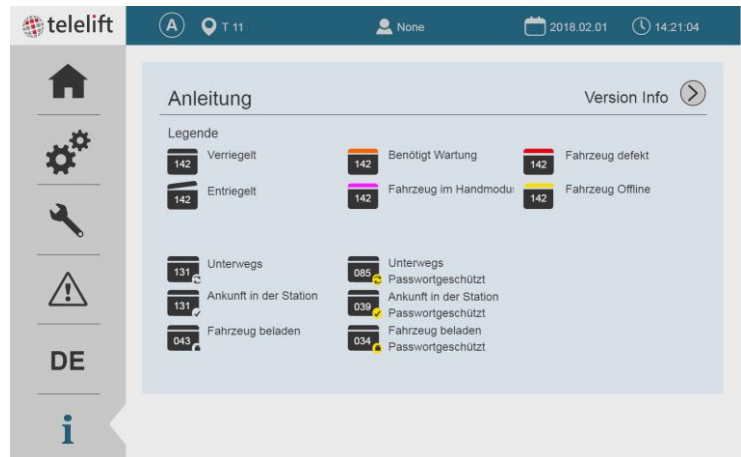 telelift
A
T 11
None
2018.02.01
14:21:04
Anleitung
Version Info
Legende
142
Verriegelt
142
Benötigt Wartung
142
Fahrzeug defekt
142
Entriegelt
142
Fahrzeug im Handmodu
142
Fahrzeug Offline
131
Unterwegs
085
Unterwegs
Passwortgeschützt
131
Ankunft in der Station
039
Ankunft in der Station
Passwortgeschützt
043
Fahrzeug beladen
034
Fahrzeug beladen
Passwortgeschützt
DE
i